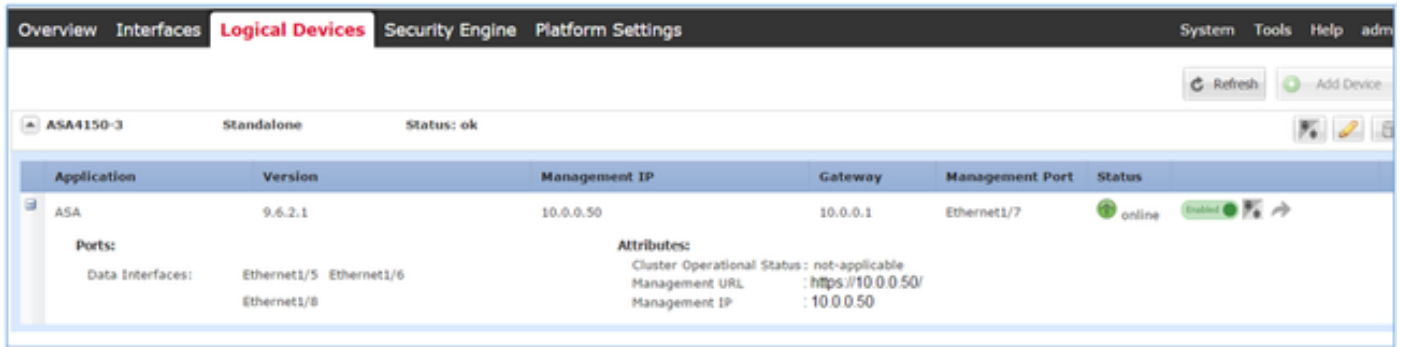 Overview Interfaces Logical Devices Security Engine Platform Settings System Tools Help adm
Refresh Add Device
ASA4150-3 Standalone Status: ok
Application Version Management IP Gateway Management Port Status
ASA 9.6.2.1 10.0.0.50 10.0.0.1 Ethernet1/7 online Enabled
Ports: Attributes:
Cluster Operational Status : not-applicable
Data Interfaces: Ethernet1/5 Ethernet1/6
Management URL : https://10.0.0.50/
Ethernet1/8
Management IP : 10.0.0.50